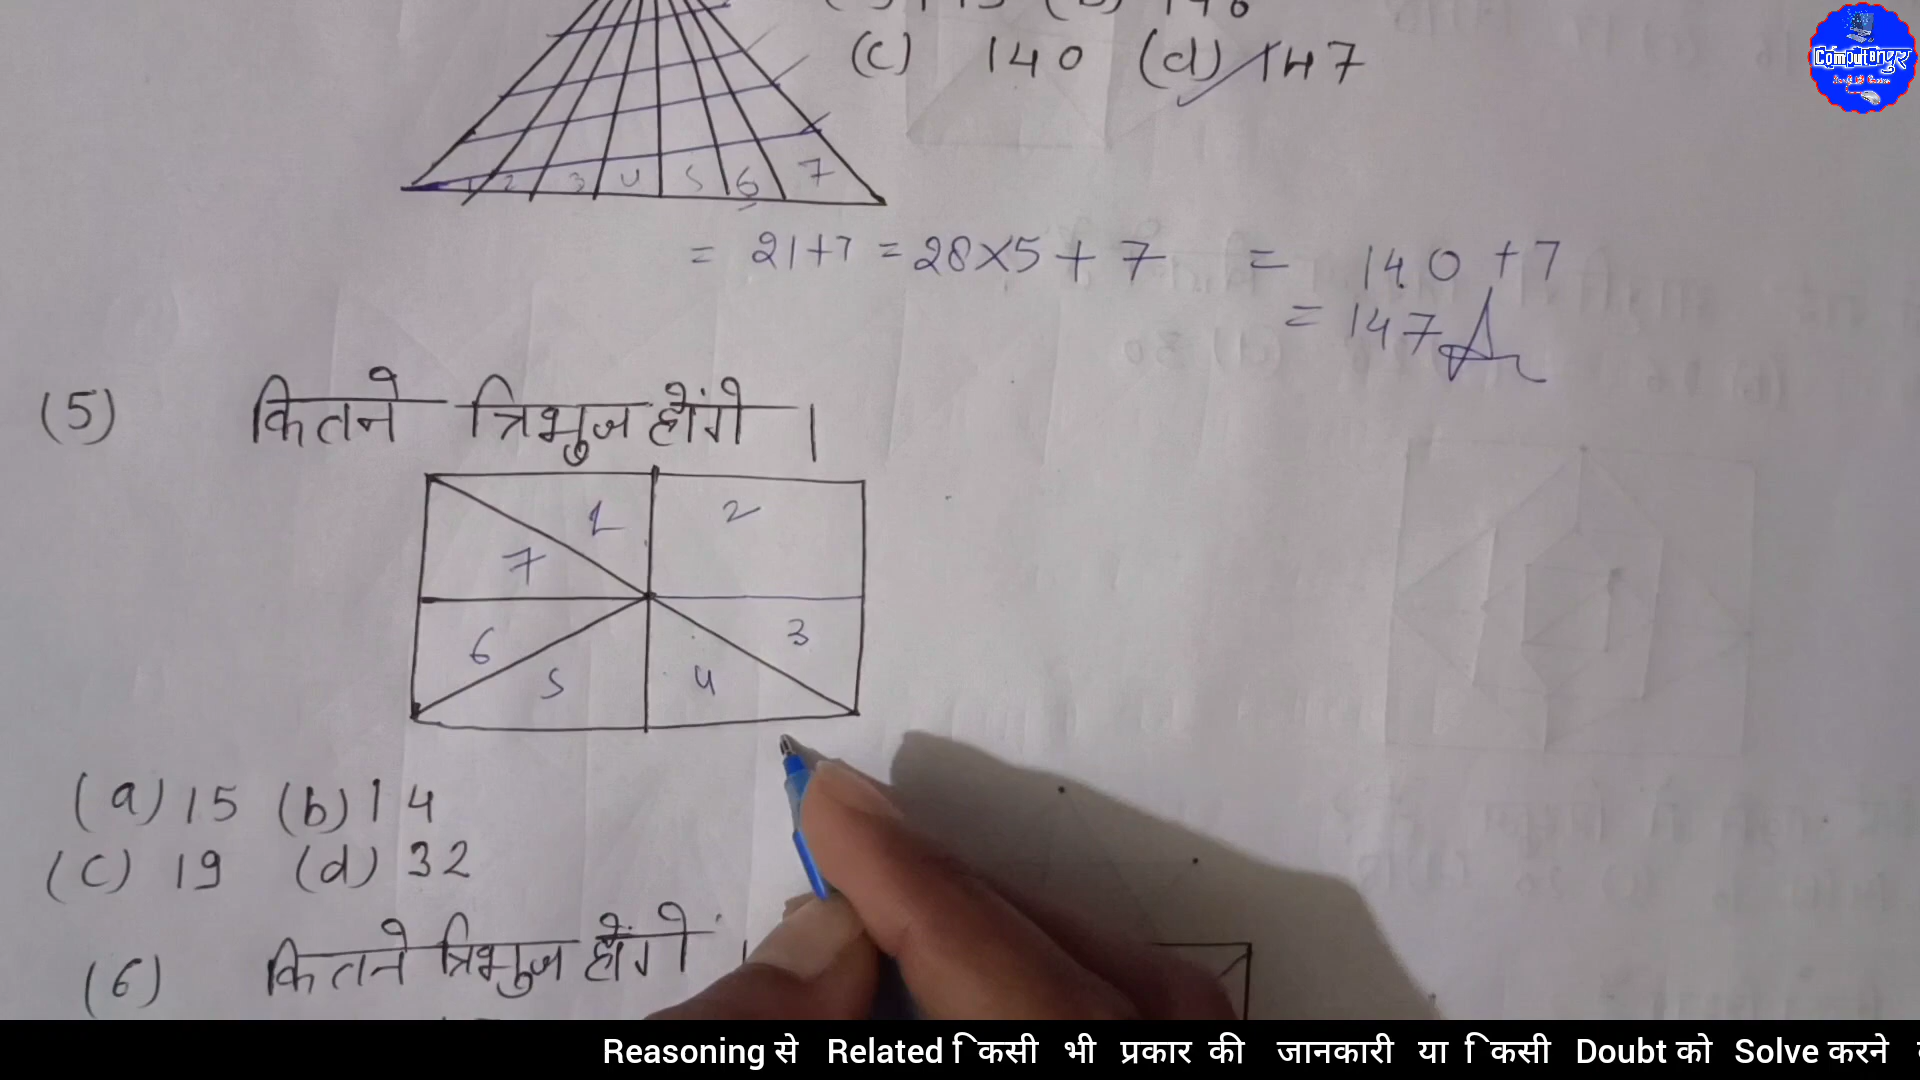 (c) 140 (d) 147
1 2 3 4 5 6 7
= 21+7 = 28×5 + 7 = 140 +7
= 147
(5) कितने त्रिभुज होंगे ।
1 2
7
6 3
5 4
(a) 15 (b) 14
(c) 19 (d) 32
(6) कितने त्रिभुज होंगे ।
Computerगुरु
Reasoning से Related किसी भी प्रकार की जानकारी या किसी Doubt को Solve करने